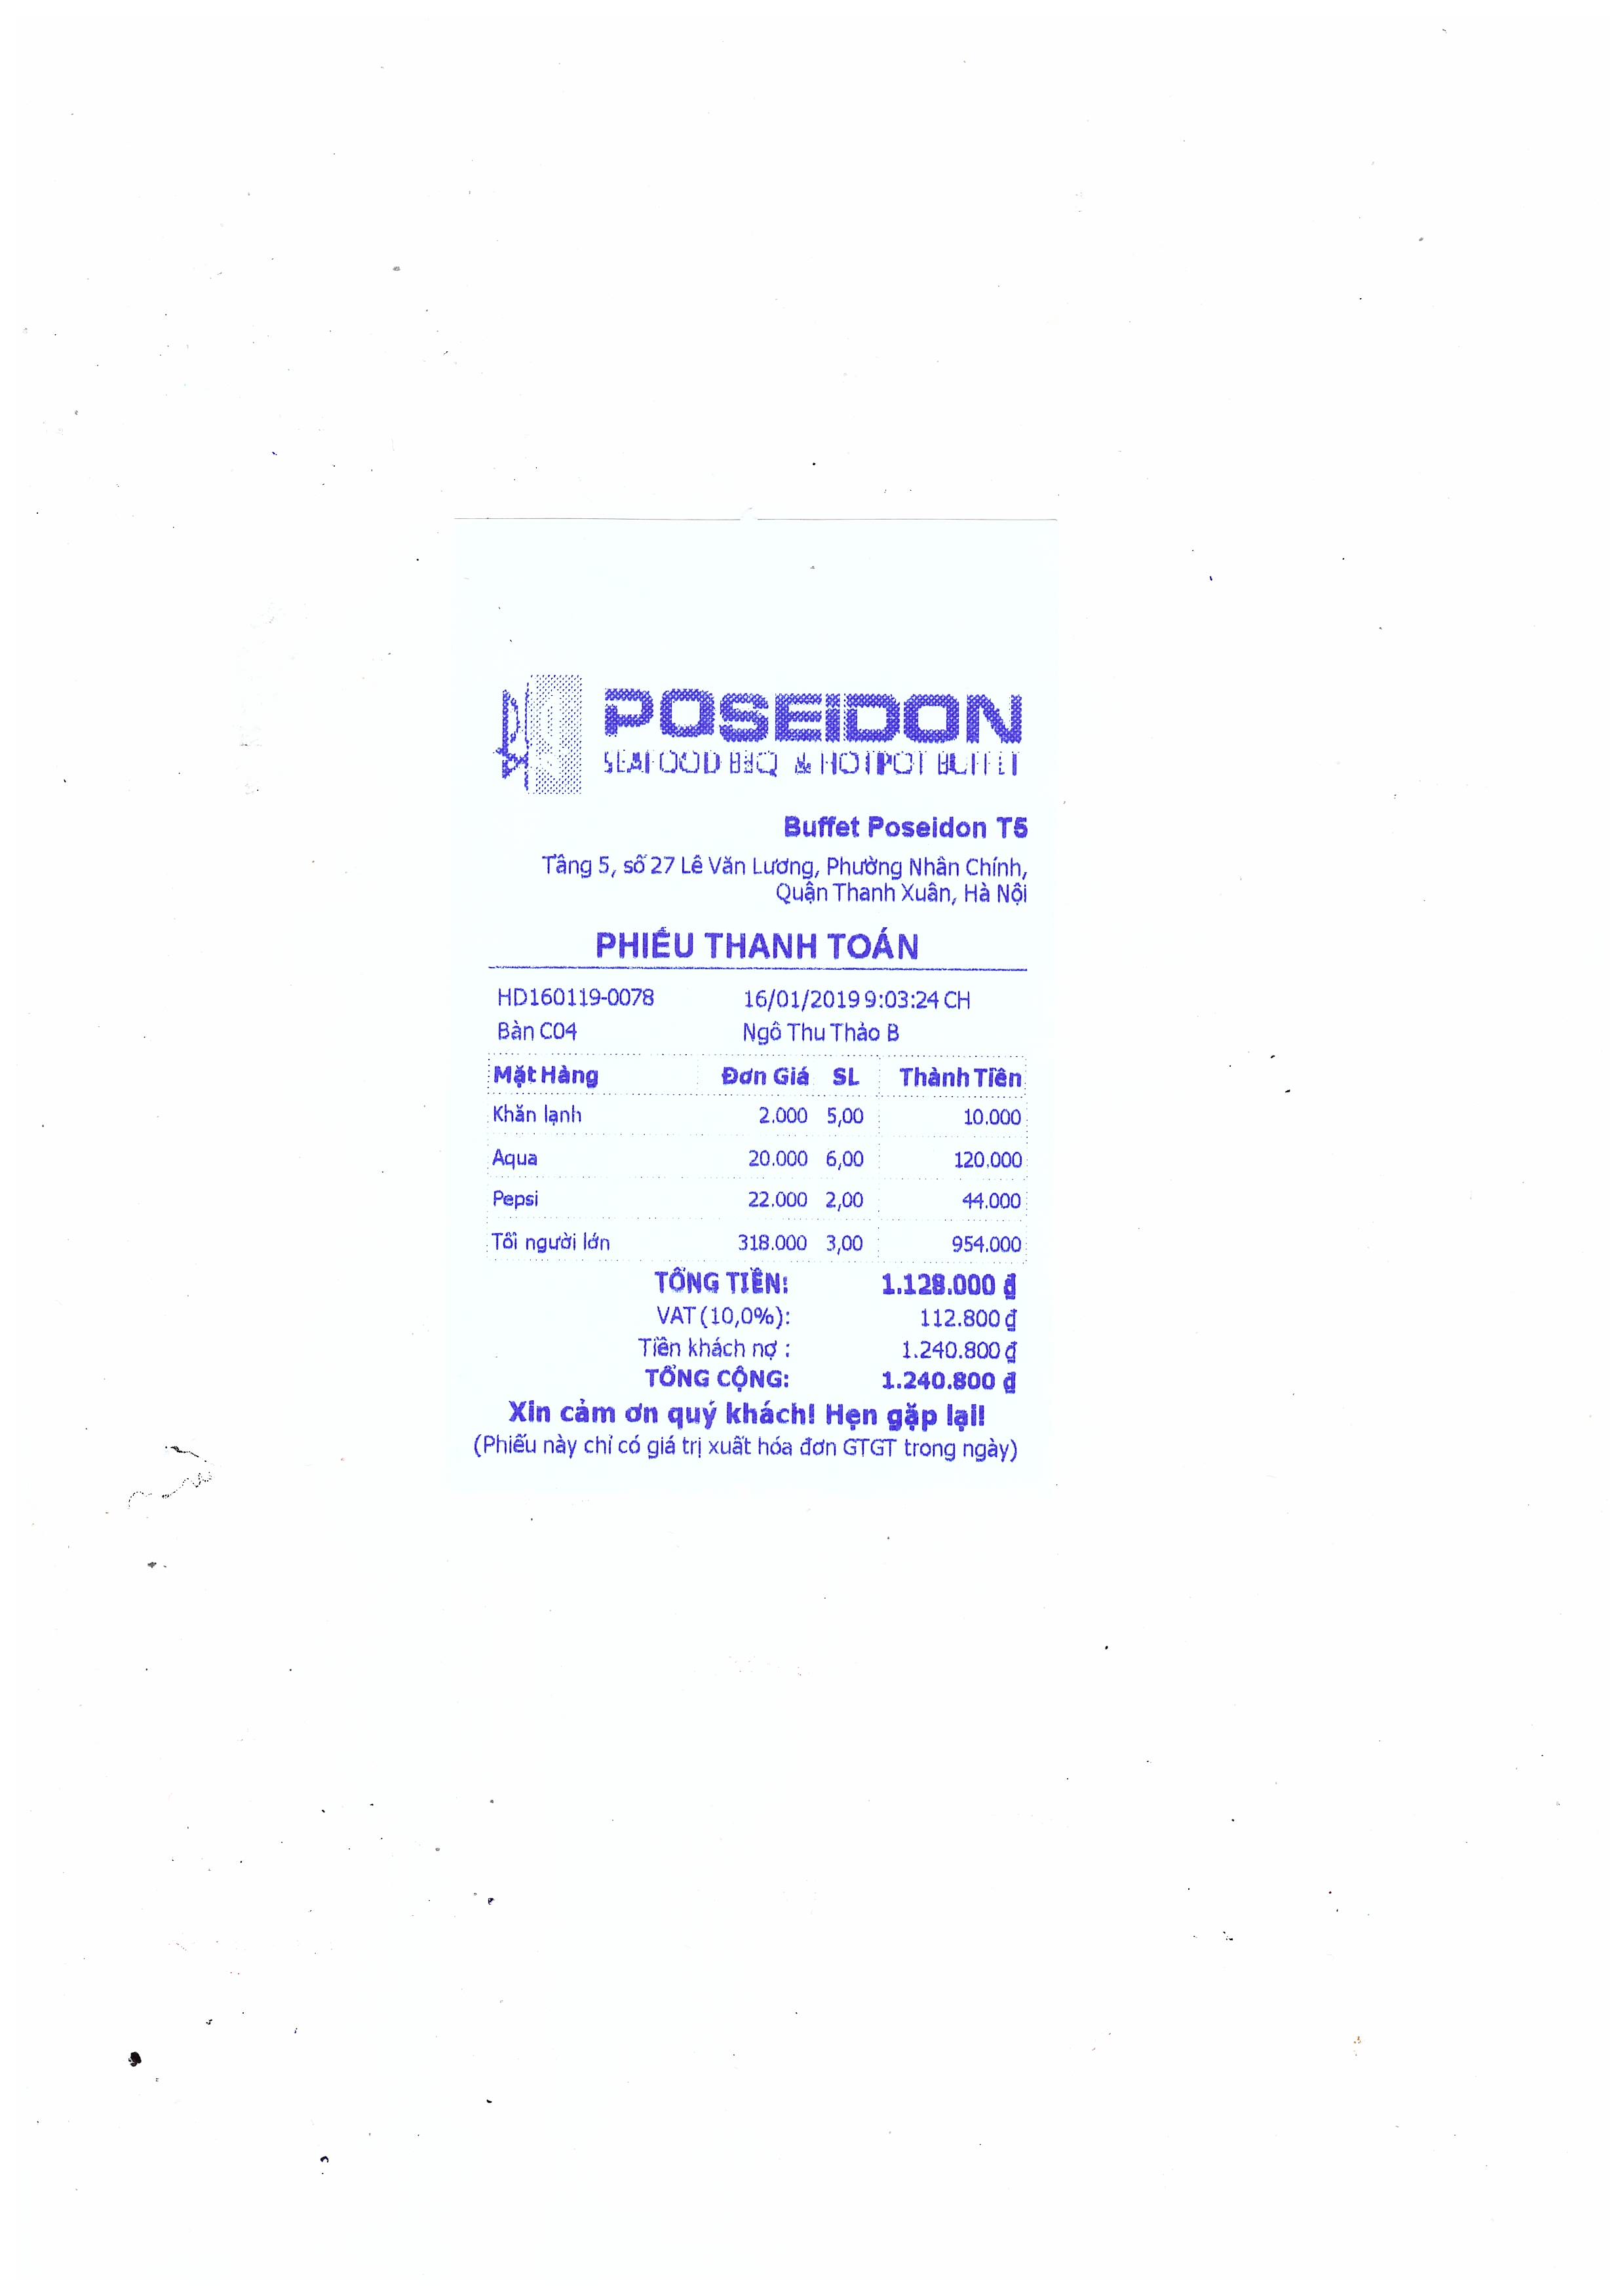 POSEIDON
SEAFOOD BBQ & HOTPOT BUFFET
Buffet Poseidon T5
Tầng 5, số 27 Lê Văn Lương, Phường Nhân Chính,
Quận Thanh Xuân, Hà Nội
PHIẾU THANH TOÁN
HD160119-0078 16/01/2019 9:03:24 CH
Bàn C04 Ngô Thu Thảo B
Mặt Hàng Đơn Giá SL Thành Tiền
Khăn lạnh 2.000 5,00 10.000
Aqua 20.000 6,00 120.000
Pepsi 22.000 2,00 44.000
Tối người lớn 318.000 3,00 954.000
TỔNG TIỀN: 1.128.000 ₫
VAT (10,0%): 112.800 ₫
Tiền khách nợ : 1.240.800 ₫
TỔNG CỘNG: 1.240.800 ₫
Xin cảm ơn quý khách! Hẹn gặp lại!
(Phiếu này chỉ có giá trị xuất hóa đơn GTGT trong ngày)